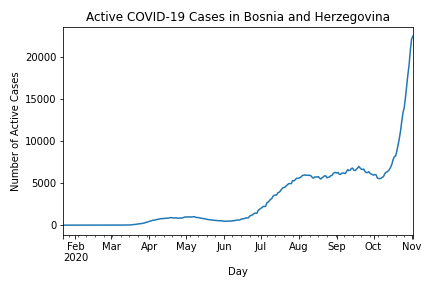 Active COVID-19 Cases in Bosnia and Herzegovina
Number of Active Cases
20000
15000
10000
5000
0
Feb Mar Apr May Jun Jul Aug Sep Oct Nov
2020
Day